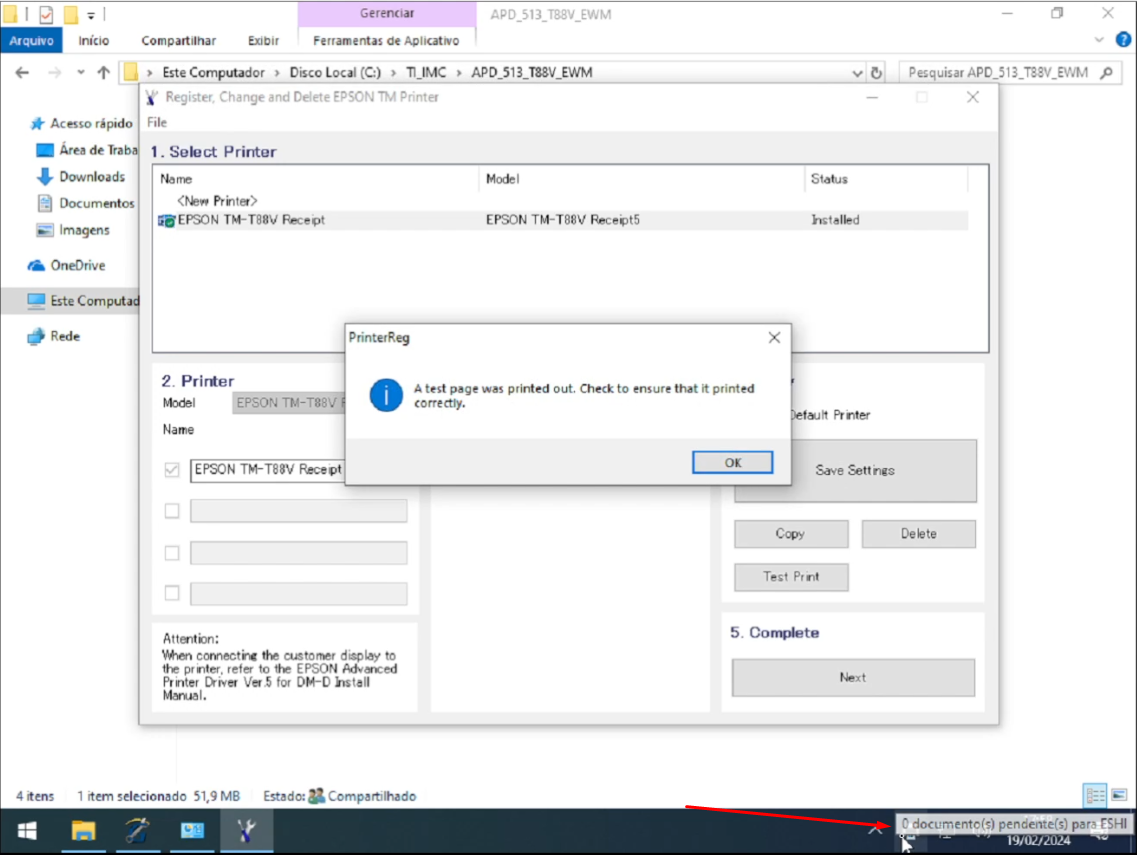 Gerenciar
APD_513_T88V_EWM
Arquivo
Início
Compartilhar
Exibir
Ferramentas de Aplicativo
Este Computador > Disco Local (C:) > TI_IMC > APD_513_T88V_EWM
Pesquisar APD_513_T88V_EWM
Register, Change and Delete EPSON TM Printer
File
Acesso rápido
Área de Traba
Downloads
Documentos
Imagens
OneDrive
Este Computad
Rede
1. Select Printer
Name
Model
Status
<New Printer>
EPSON TM-T88V Receipt
EPSON TM-T88V Receipt5
Installed
PrinterReg
A test page was printed out. Check to ensure that it printed
correctly.
OK
2. Printer
Model
EPSON TM-T88V
Name
EPSON TM-T88V Receipt
Default Printer
Save Settings
Copy
Delete
Test Print
Attention:
When connecting the customer display to
the printer, refer to the EPSON Advanced
Printer Driver Ver.5 for DM-D Install
Manual.
5. Complete
Next
4 itens
1 item selecionado 51,9 MB
Estado: Compartilhado
0 documento(s) pendente(s) para ESHI
19/02/2024